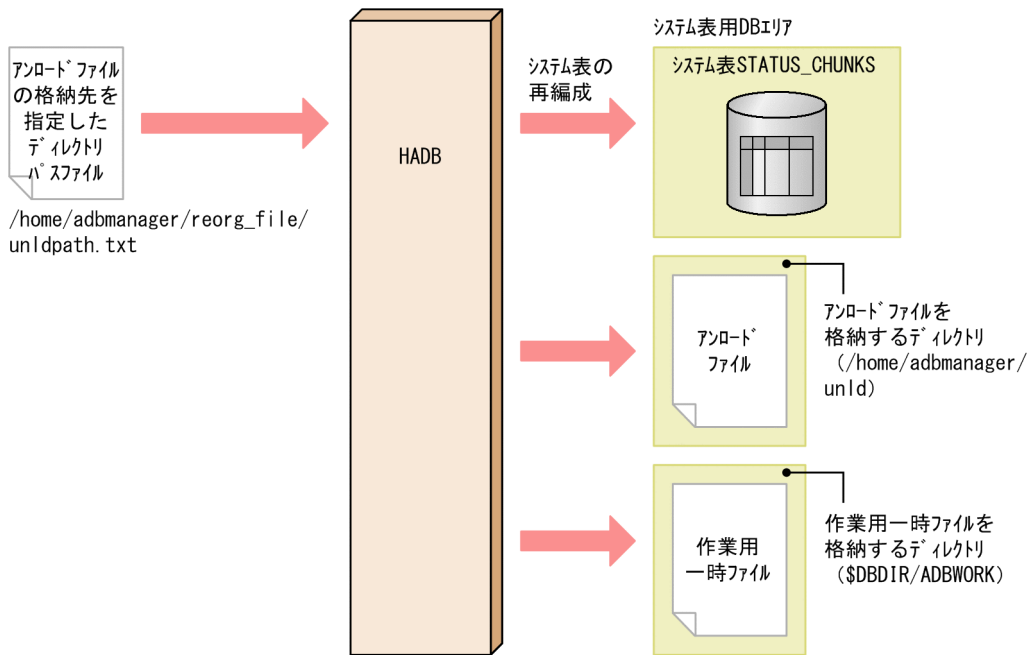 アンロードファイル
の格納先を
指定した
ディレクトリ
パスファイル
/home/adbmanager/reorg_file/
unldpath.txt
HADB
システム表の
再編成
システム表用DBエリア
システム表STATUS_CHUNKS
アンロード
ファイル
アンロードファイルを
格納するディレクトリ
（/home/adbmanager/
unld）
作業用
一時ファイル
作業用一時ファイルを
格納するディレクトリ
（$DBDIR/ADBWORK）